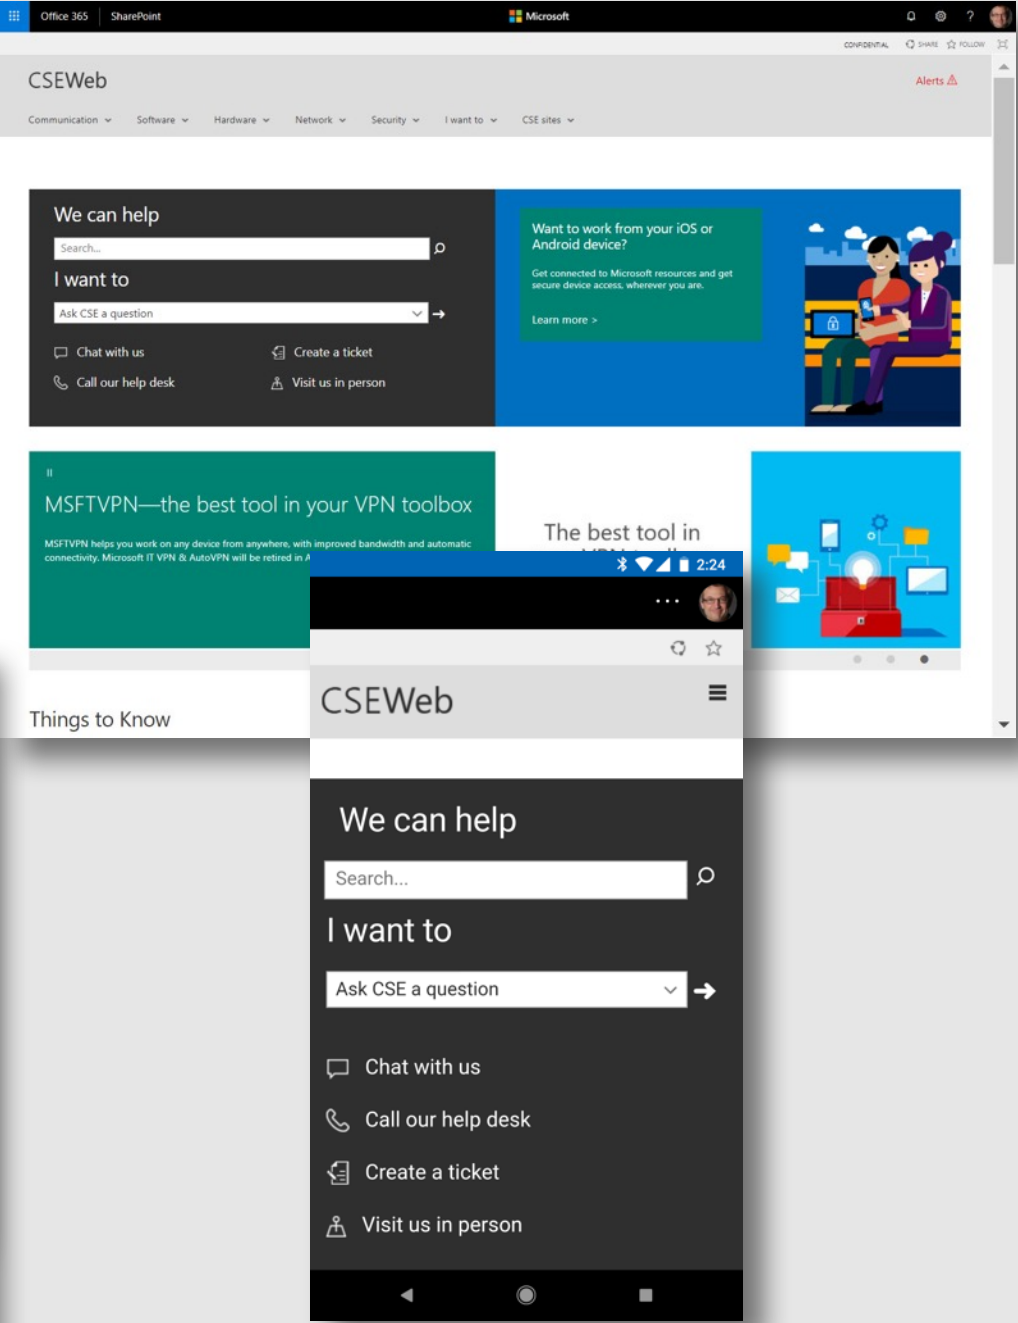 Office 365 SharePoint Microsoft ?
CONFIDENTIAL SHARE FOLLOW
CSEWeb Alerts
Communication Software Hardware Network Security I want to CSE sites
We can help
Search...
I want to
Ask CSE a question
Chat with us Create a ticket
Call our help desk Visit us in person
Want to work from your iOS or
Android device?
Get connected to Microsoft resources and get
secure device access, wherever you are.
Learn more >
MSFTVPN—the best tool in your VPN toolbox
MSFTVPN helps you work on any device from anywhere, with improved bandwidth and automatic
connectivity. Microsoft IT VPN & AutoVPN will be retired in
The best tool in
Things to Know
2:24
CSEWeb
We can help
Search...
I want to
Ask CSE a question
Chat with us
Call our help desk
Create a ticket
Visit us in person